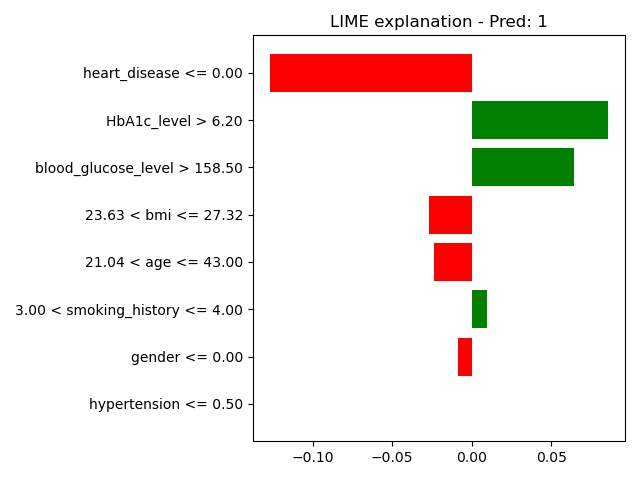 LIME explanation - Pred: 1
heart_disease <= 0.00
HbA1c_level > 6.20
blood_glucose_level > 158.50
23.63 < bmi <= 27.32
21.04 < age <= 43.00
3.00 < smoking_history <= 4.00
gender <= 0.00
hypertension <= 0.50
−0.10 −0.05 0.00 0.05